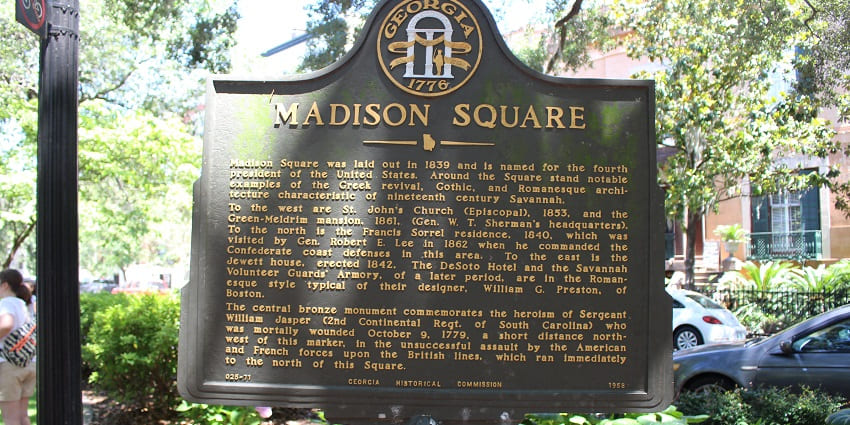 GEORGIA
1776
MADISON SQUARE
Madison Square was laid out in 1839 and is named for the fourth
president of the United States. Around the Square stand notable
examples of the Greek revival, Gothic, and Romanesque archi-
tecture characteristic of nineteenth century Savannah.
To the west are St. John's Church (Episcopal), 1853, and the
Green-Meldrim mansion, 1861, (Gen. W. T. Sherman's headquarters).
To the north is the Francis Sorrel residence, 1840, which was
visited by Gen. Robert E. Lee in 1862 when he commanded the
Confederate coast defenses in this area. To the east is the
Jewett house, erected 1842. The DeSoto Hotel and the Savannah
Volunteer Guards' Armory, of a later period, are in the Roman-
esque style typical of their designer, William G. Preston, of
Boston.
The central bronze monument commemorates the heroism of Sergeant
William Jasper (2nd Continental Regt. of South Carolina) who
was mortally wounded October 9, 1779, a short distance north-
west of this marker, in the unsuccessful assault by the American
and French forces upon the British lines, which ran immediately
to the north of this Square.
025-73 GEORGIA HISTORICAL COMMISSION 1958